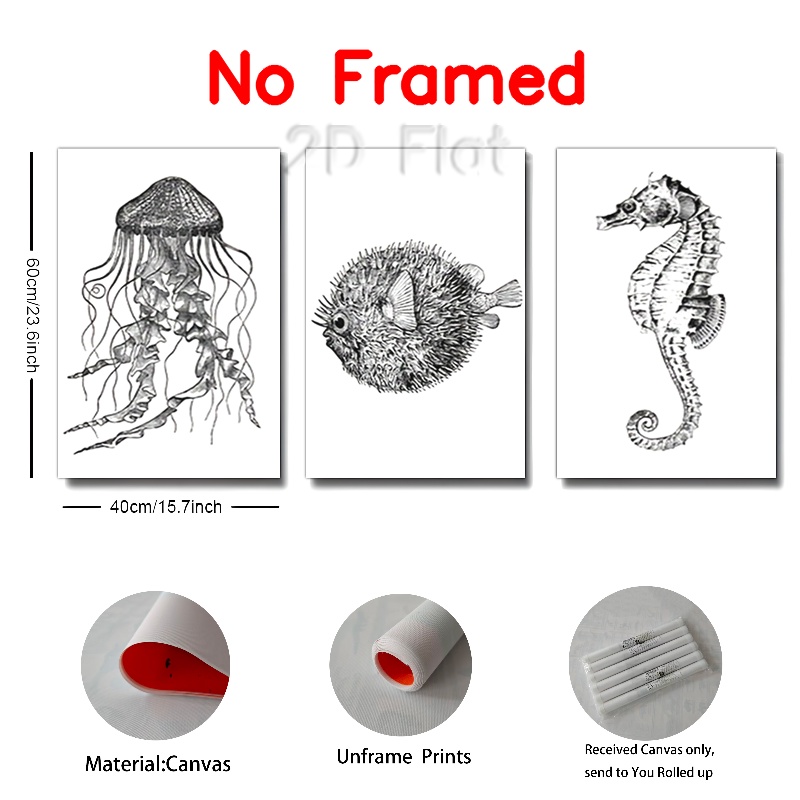 No Framed
2D Flat
60cm/23.6inch
40cm/15.7inch
Material:Canvas
Unframe Prints
Received Canvas only,
send to You Rolled up